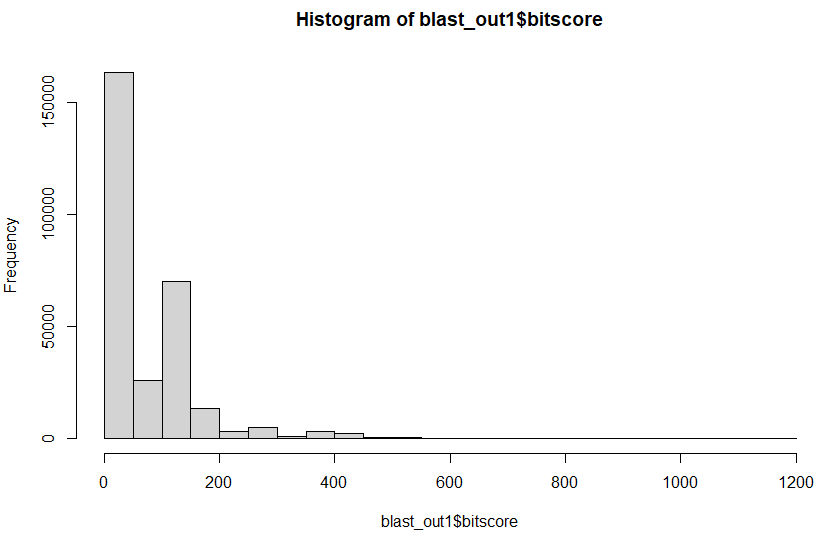 Histogram of blast_out1$bitscore
Frequency
150000
100000
50000
0
0 200 400 600 800 1000 1200
blast_out1$bitscore